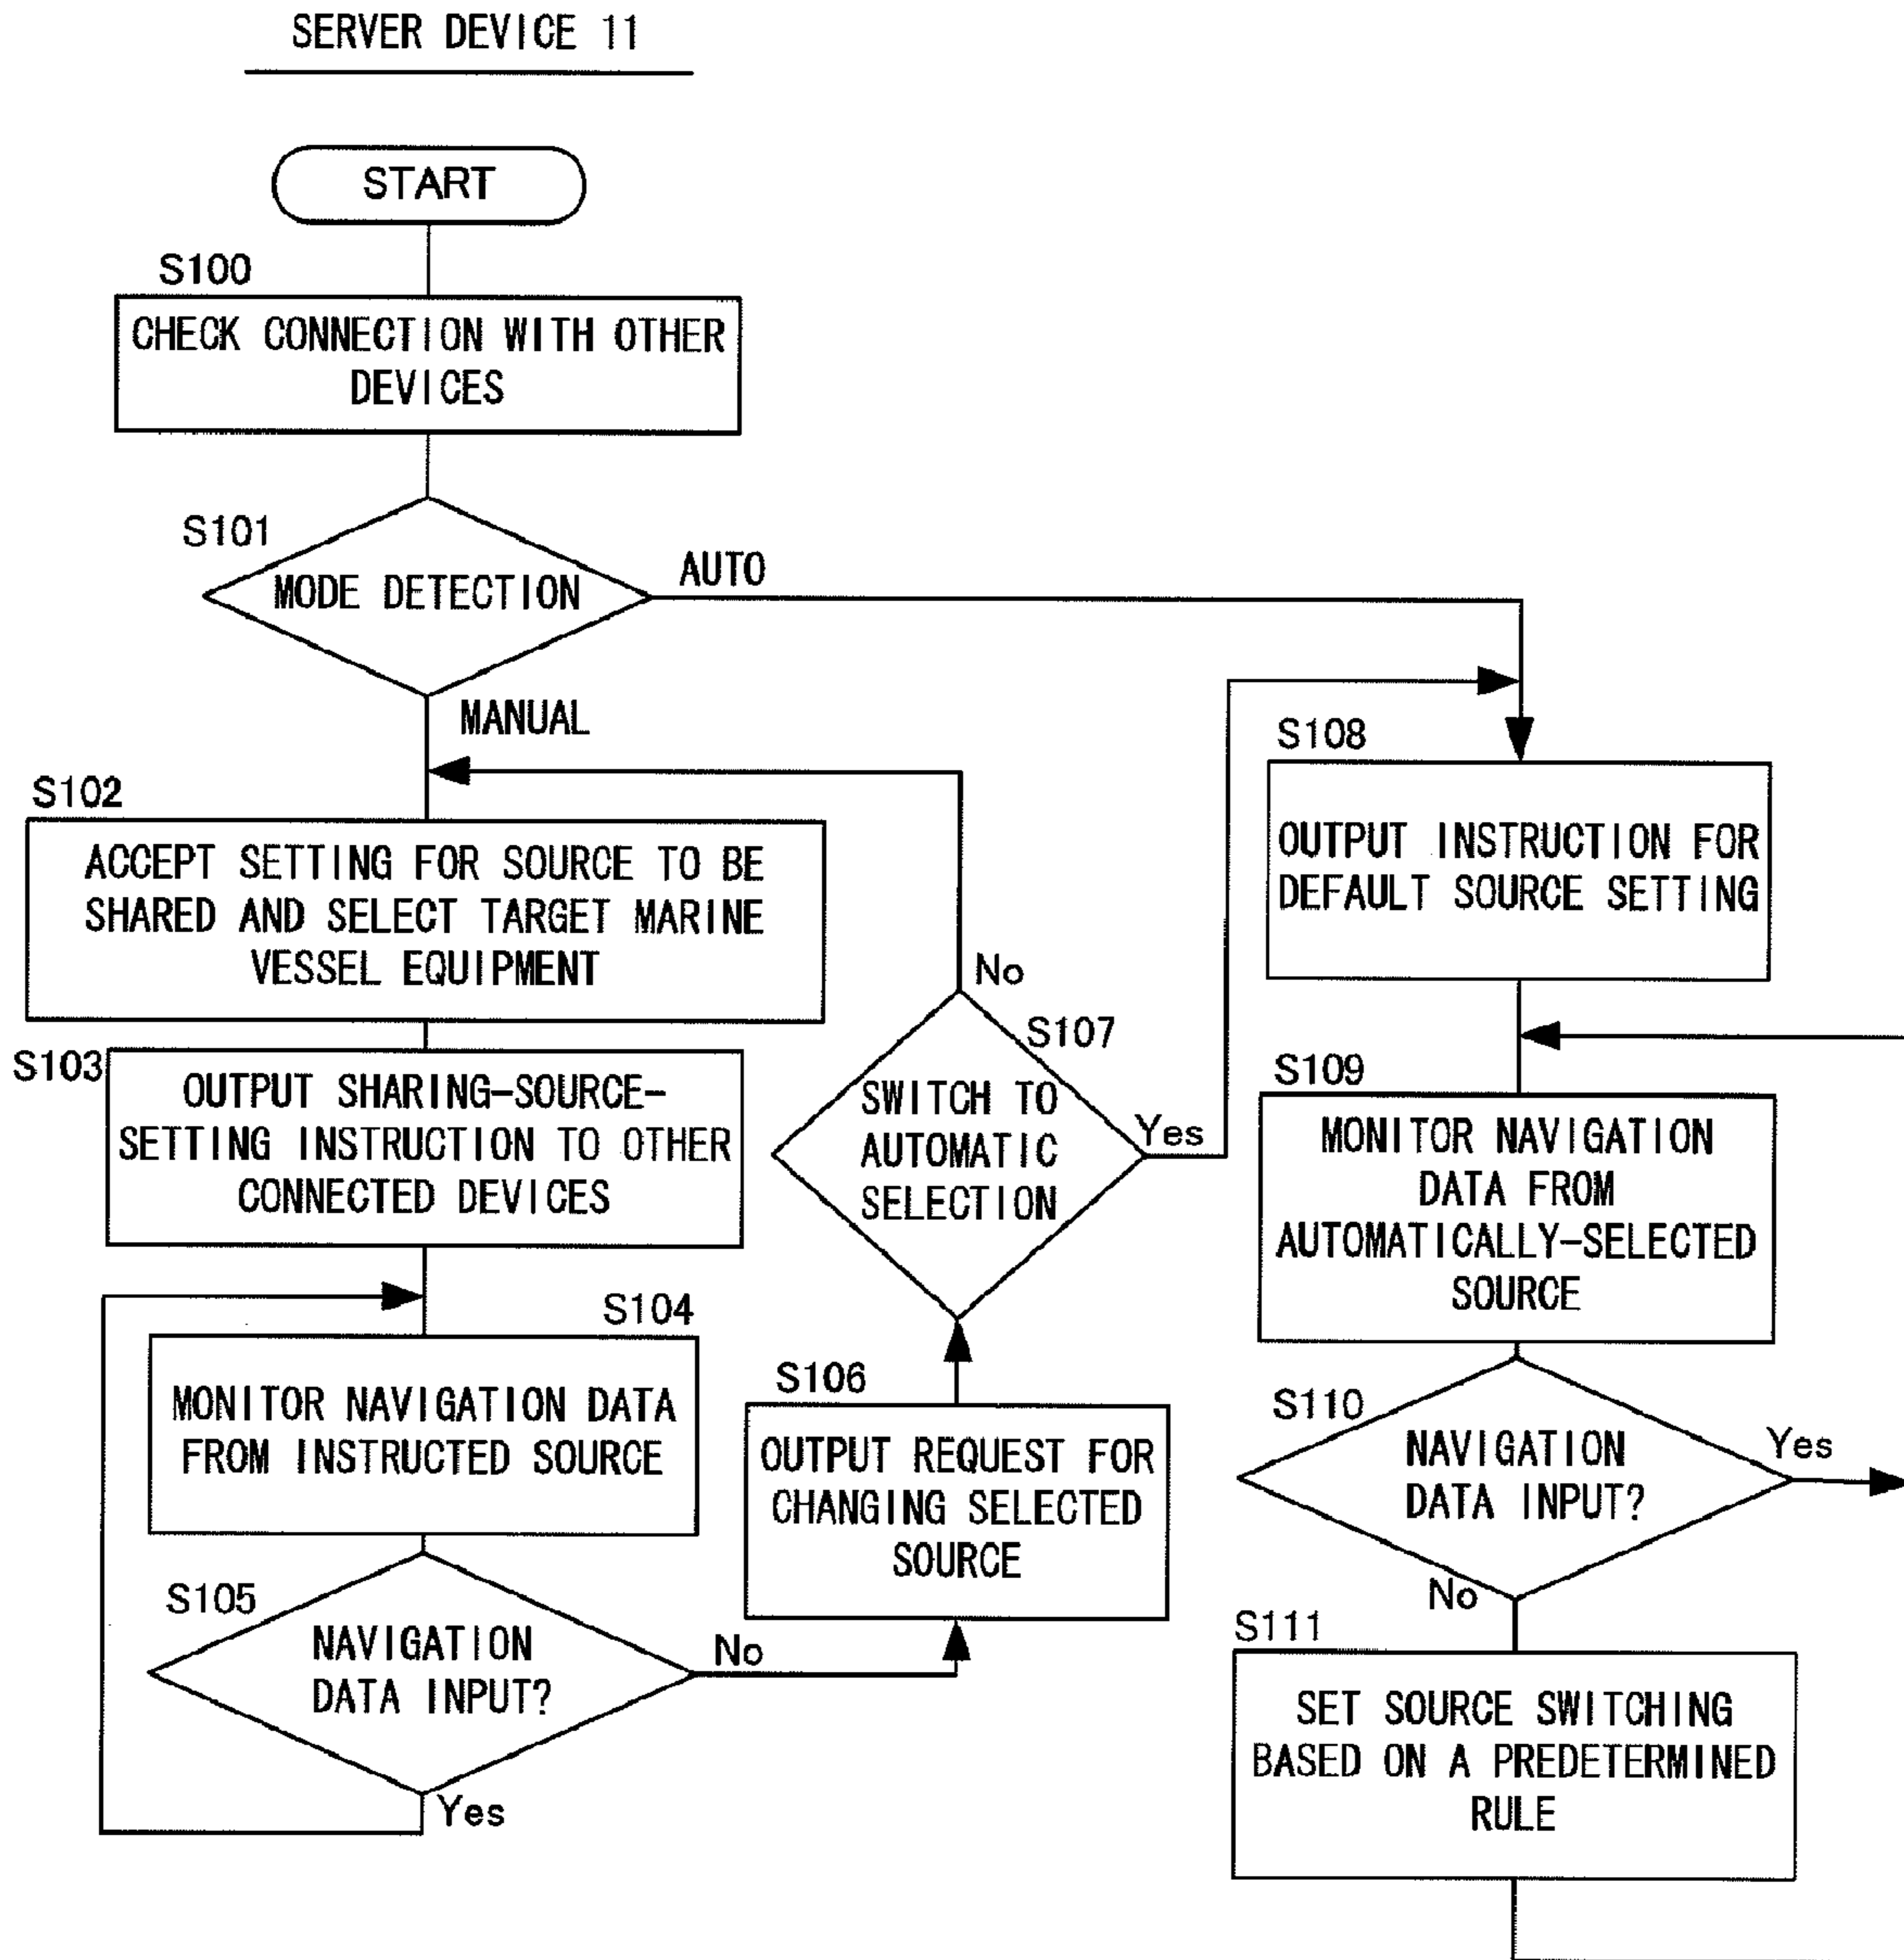 SERVER DEVICE 11
START
S100
CHECK CONNECTION WITH OTHER
DEVICES
S101
MODE DETECTION
AUTO
MANUAL
S102
ACCEPT SETTING FOR SOURCE TO BE
SHARED AND SELECT TARGET MARINE
VESSEL EQUIPMENT
S103
OUTPUT SHARING-SOURCE-
SETTING INSTRUCTION TO OTHER
CONNECTED DEVICES
S104
MONITOR NAVIGATION DATA
FROM INSTRUCTED SOURCE
S105
NAVIGATION
DATA INPUT?
No
Yes
S106
OUTPUT REQUEST FOR
CHANGING SELECTED
SOURCE
S107
SWITCH TO
AUTOMATIC
SELECTION
No
Yes
S108
OUTPUT INSTRUCTION FOR
DEFAULT SOURCE SETTING
S109
MONITOR NAVIGATION
DATA FROM
AUTOMATICALLY-SELECTED
SOURCE
S110
NAVIGATION
DATA INPUT?
Yes
No
S111
SET SOURCE SWITCHING
BASED ON A PREDETERMINED
RULE